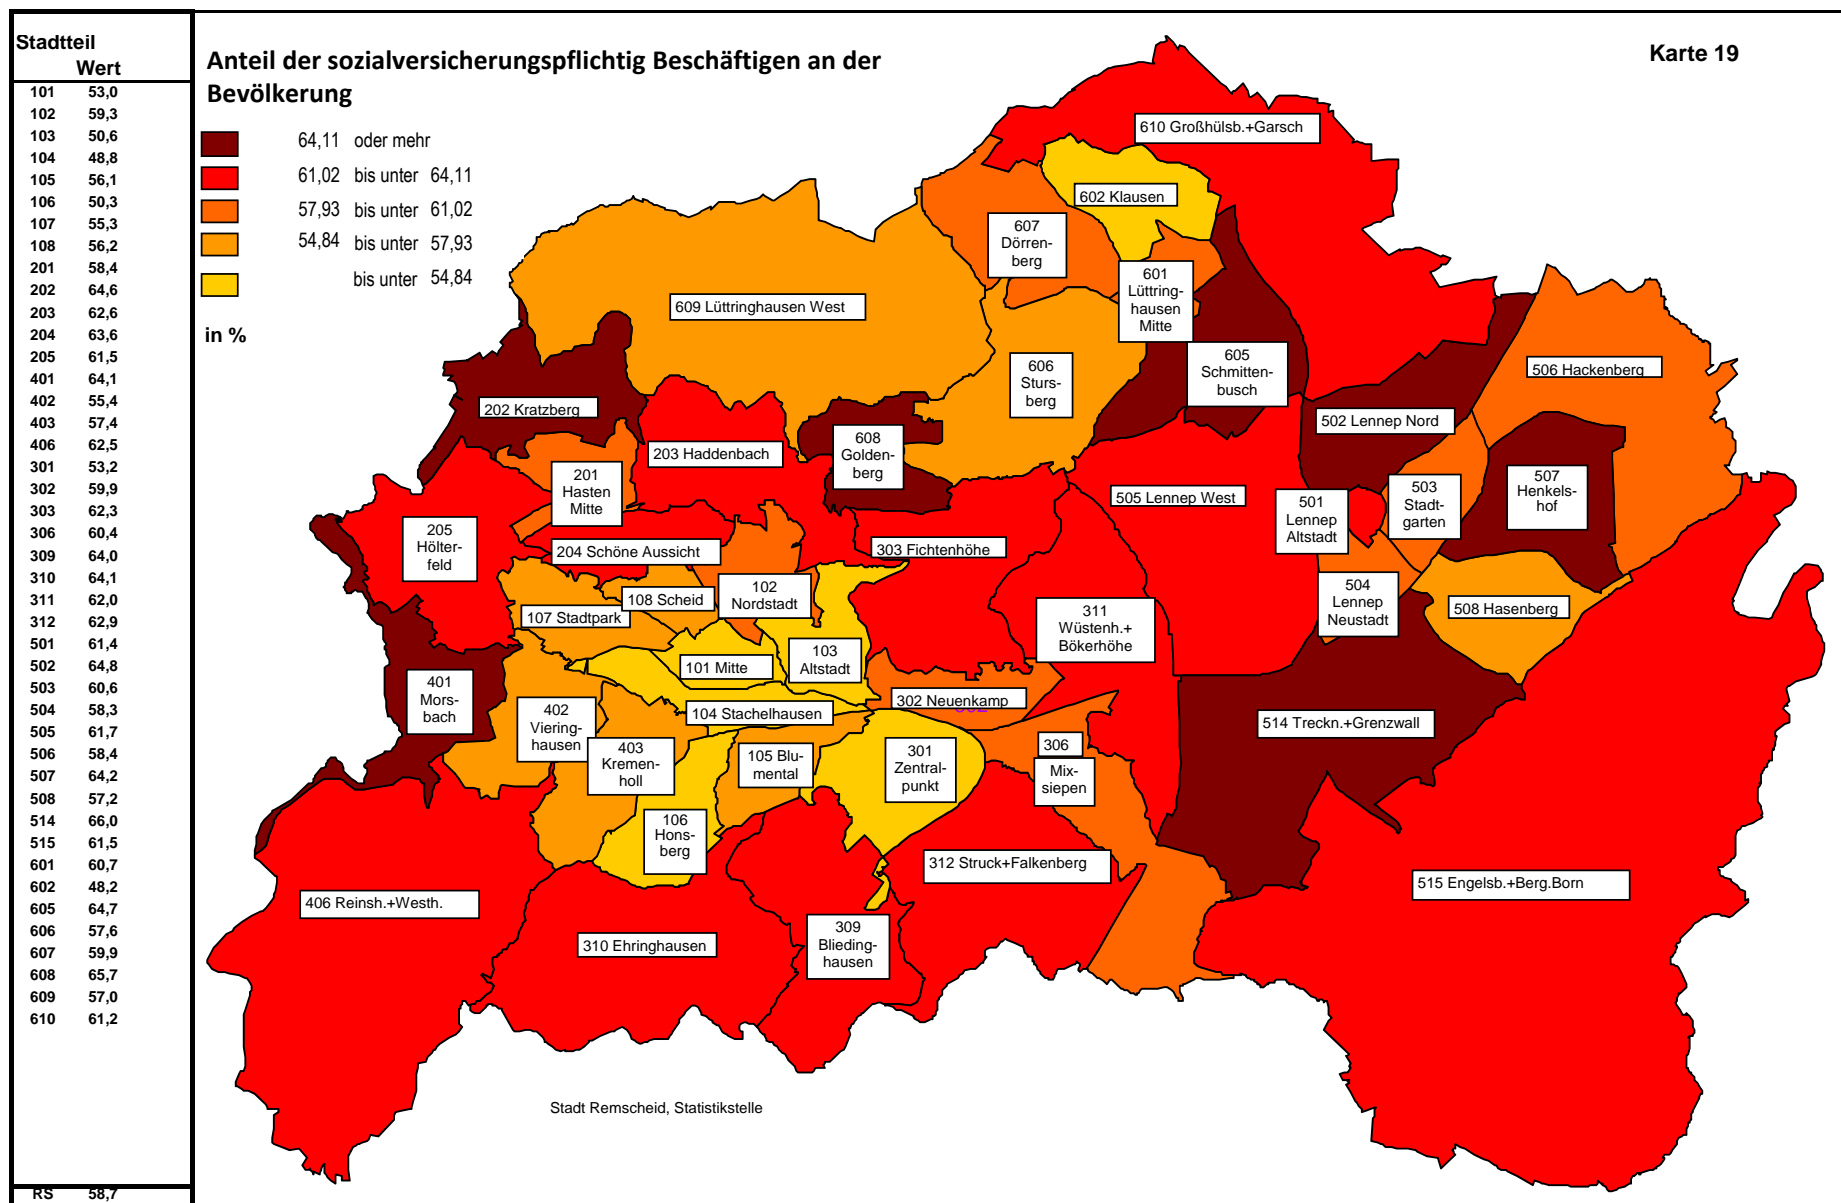 Stadtteil
Wert
101 53,0
102 59,3
103 50,6
104 48,8
105 56,1
106 50,3
107 55,3
108 56,2
201 58,4
202 64,6
203 62,6
204 63,6
205 61,5
401 64,1
402 55,4
403 57,4
406 62,5
301 53,2
302 59,9
303 62,3
306 60,4
309 64,0
310 64,1
311 62,0
312 62,9
501 61,4
502 64,8
503 60,6
504 58,3
505 61,7
506 58,4
507 64,2
508 57,2
514 66,0
515 61,5
601 60,7
602 48,2
605 64,7
606 57,6
607 59,9
608 65,7
609 57,0
610 61,2
RS 58,7
Anteil der sozialversicherungspflichtig Beschäftigen an der
Bevölkerung
Karte 19
64,11 oder mehr
61,02 bis unter 64,11
57,93 bis unter 61,02
54,84 bis unter 57,93
bis unter 54,84
in %
610 Großhülsb.+Garsch
602 Klausen
607
Dörren-
berg
601
Lüttring-
hausen
Mitte
609 Lüttringhausen West
605
Schmitten-
busch
606
Sturs-
berg
506 Hackenberg
202 Kratzberg
502 Lennep Nord
608
Golden-
berg
203 Haddenbach
201
Hasten
Mitte
507
Henkels-
hof
505 Lennep West
503
Stadt-
garten
501
Lennep
Altstadt
205
Hölter-
feld
204 Schöne Aussicht
303 Fichtenhöhe
102
Nordstadt
108 Scheid
504
Lennep
Neustadt
508 Hasenberg
107 Stadtpark
311
Wüstenh.+
Bökerhöhe
103
Altstadt
101 Mitte
401
Mors-
bach
302 Neuenkamp
402
Viering-
hausen
104 Stachelhausen
514 Treckn.+Grenzwall
403
Kremen-
holl
105 Blu-
mental
301
Zentral-
punkt
306
Mix-
siepen
106
Hons-
berg
312 Struck+Falkenberg
515 Engelsb.+Berg.Born
406 Reinsh.+Westh.
309
Blieding-
hausen
310 Ehringhausen
Stadt Remscheid, Statistikstelle